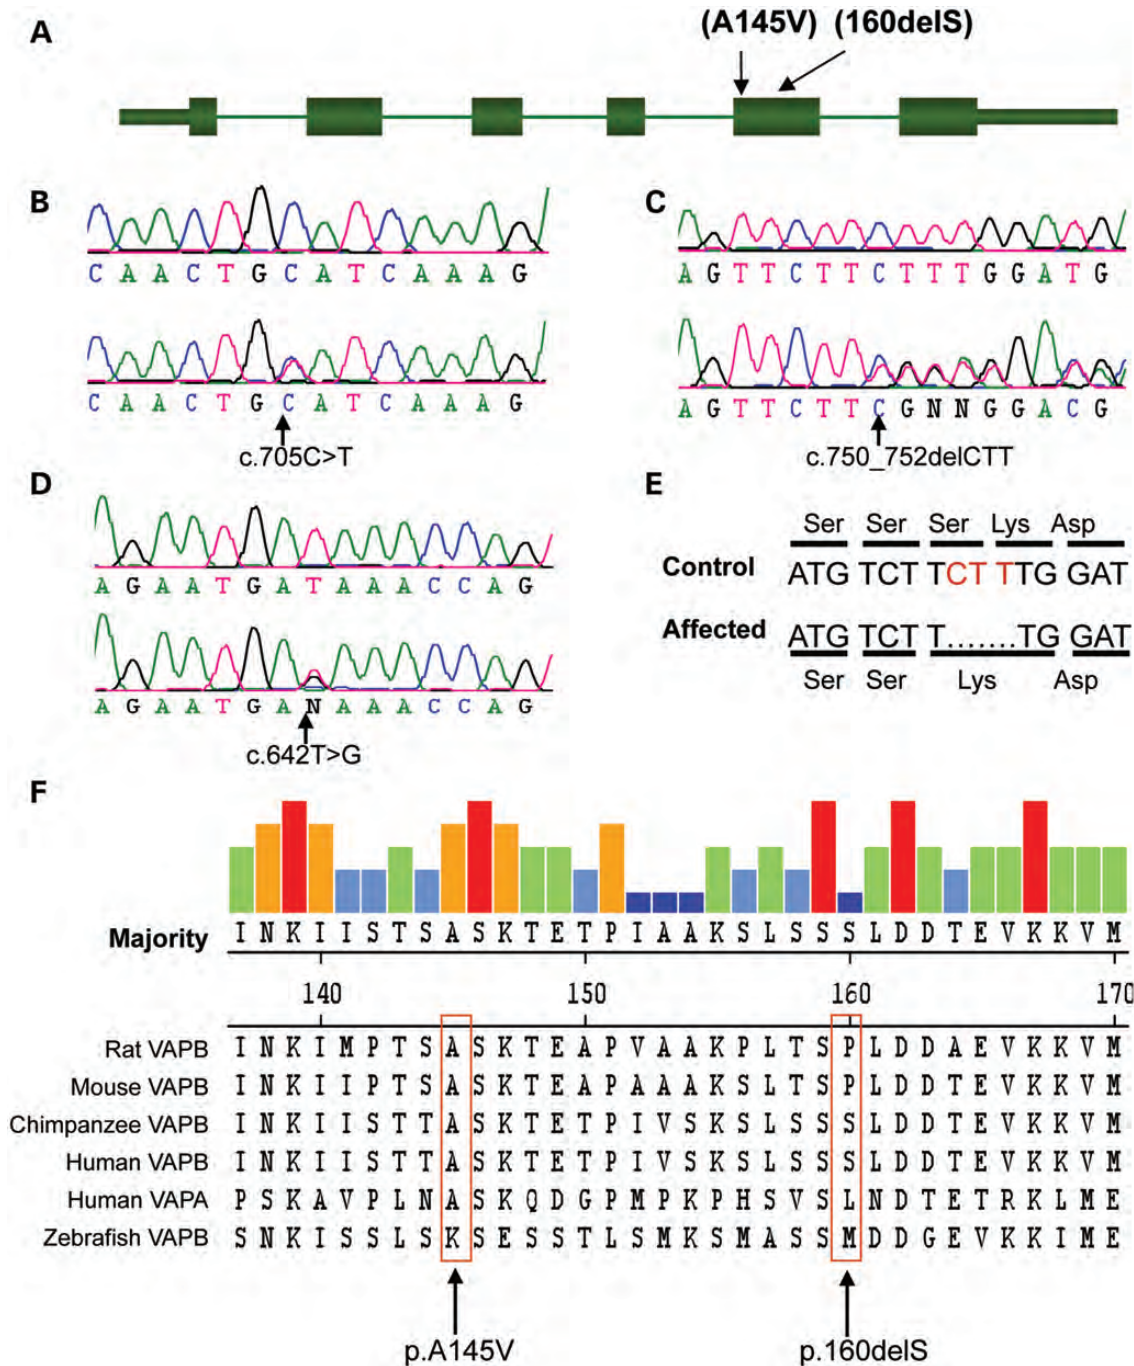 A
(A145V) (160delS)
B
C A A C T G C A T C A A A G
C A A C T G C A T C A A A G
c.705C>T
C
A G T T C T T C T T T G G A T G
A G T T C T T C G N N G G A C G
c.750_752delCTT
D
A G A A T G A T A A A C C A G
A G A A T G A N A A A C C A G
c.642T>G
E
Ser Ser Ser Lys Asp
Control ATG TCT TCT TTG GAT
Affected ATG TCT T.......TG GAT
Ser Ser Lys Asp
F
Majority I N K I I S T S A S K T E T P I A A K S L S S S L D D T E V K K V M
140 150 160 170
Rat VAPB I N K I M P T S A S K T E A P V A A K P L T S P L D D A E V K K V M
Mouse VAPB I N K I I P T S A S K T E A P A A A K S L T S P L D D T E V K K V M
Chimpanzee VAPB I N K I I S T T A S K T E T P I V S K S L S S S L D D T E V K K V M
Human VAPB I N K I I S T T A S K T E T P I V S K S L S S S L D D T E V K K V M
Human VAPA P S K A V P L N A S K Q D G P M P K P H S V S L N D T E T R K L M E
Zebrafish VAPB S N K I S S L S K S E S S T L S M K S M A S S M D D G E V K K I M E
p.A145V p.160delS